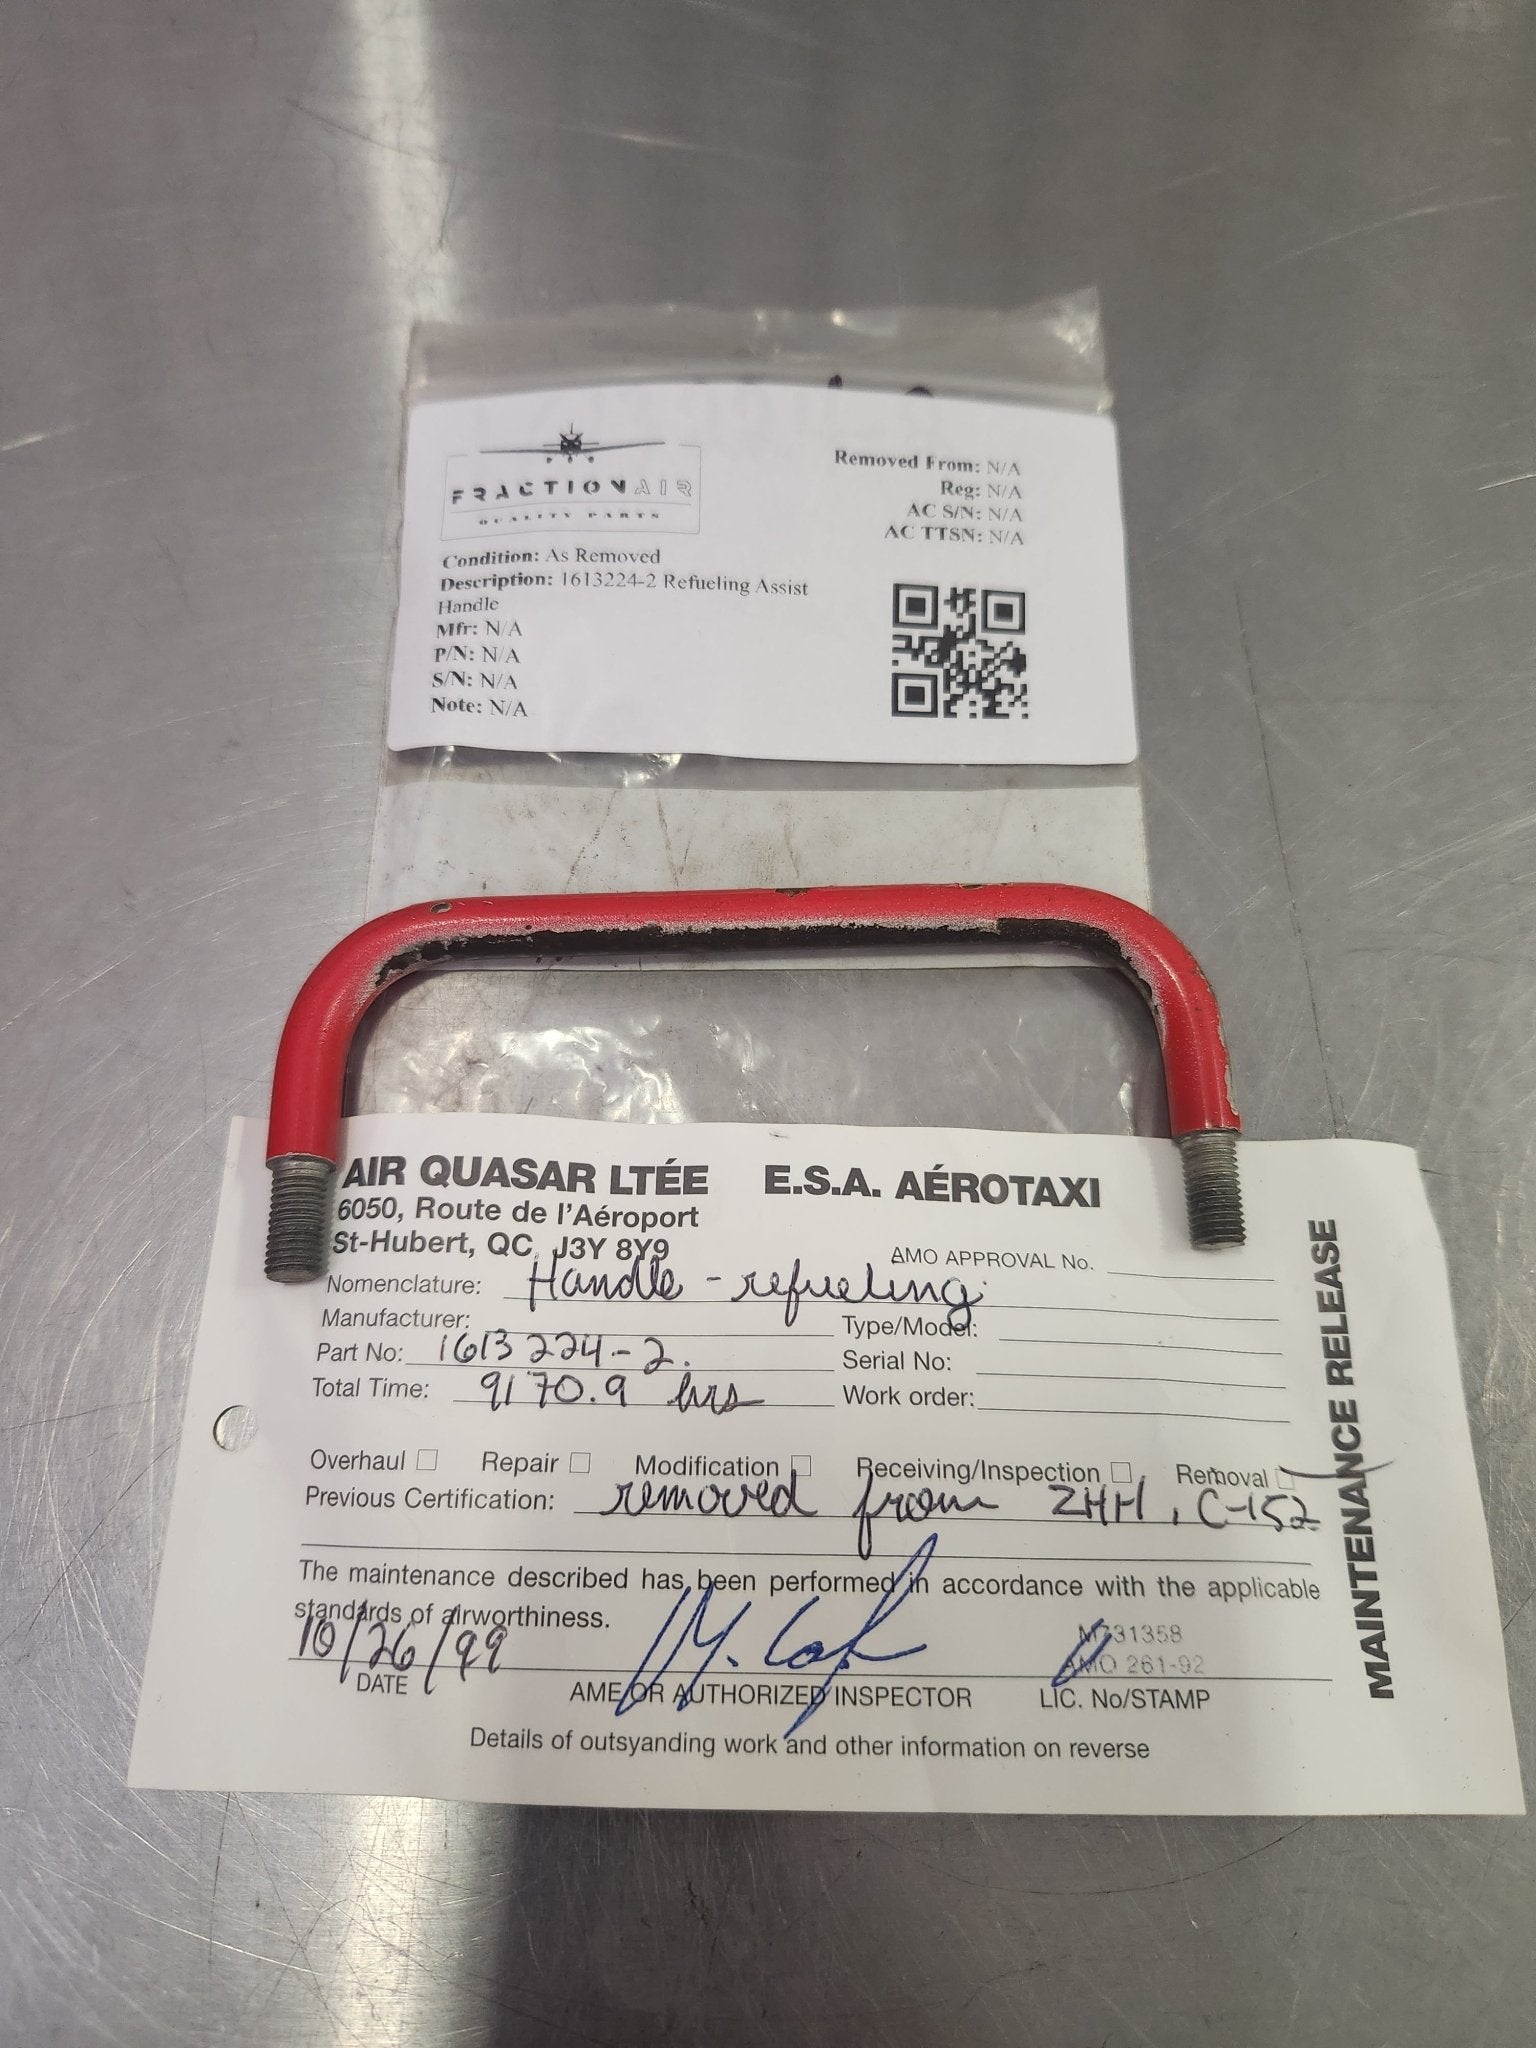 FRACTIONAIR
QUALITY PARTS
Condition: As Removed
Description: 1613224-2 Refueling Assist
Handle
Mfr: N/A
P/N: N/A
S/N: N/A
Note: N/A
Removed From: N/A
Reg: N/A
AC S/N: N/A
AC TTSN: N/A
AIR QUASAR LTÉE E.S.A. AÉROTAXI
6050, Route de l'Aéroport
St-Hubert, QC, J3Y 8Y9
AMO APPROVAL No.
Nomenclature: Handle - refueling
Manufacturer: Type/Model:
Part No: 1613224-2. Serial No:
Total Time: 9170.9 hrs Work order:
Overhaul Repair Modification Receiving/Inspection Removal
Previous Certification: removed from ZHH, C-152
The maintenance described has been performed in accordance with the applicable
standards of airworthiness.
10/26/99 M731358
AMO 261-92
DATE AME OR AUTHORIZED INSPECTOR LIC. No/STAMP
Details of outsyanding work and other information on reverse
MAINTENANCE RELEASE